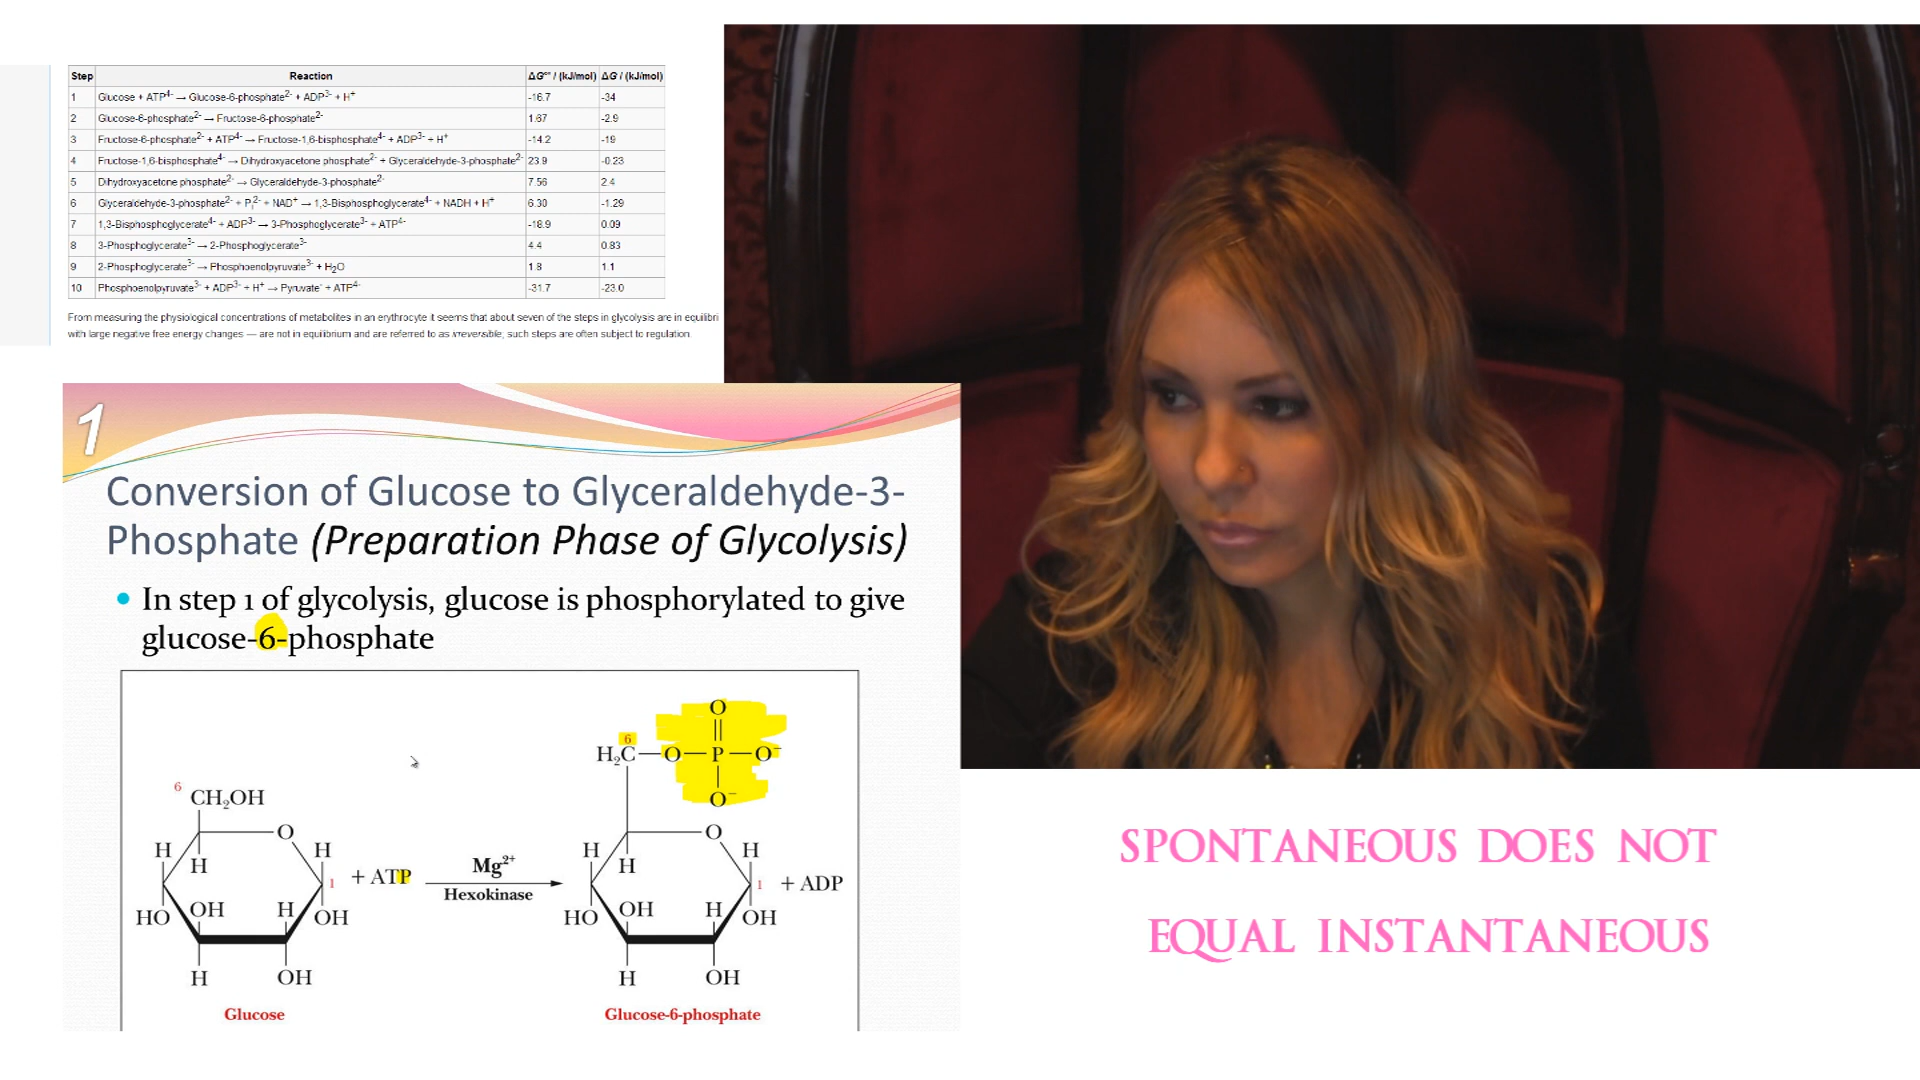 Step Reaction ΔG°' / (kJ/mol) ΔG / (kJ/mol)
1 Glucose + ATP4- → Glucose-6-phosphate2- + ADP3- + H+ -16.7 -34
2 Glucose-6-phosphate2- → Fructose-6-phosphate2- 1.67 -2.9
3 Fructose-6-phosphate2- + ATP4- → Fructose-1,6-bisphosphate4- + ADP3- + H+ -14.2 -19
4 Fructose-1,6-bisphosphate4- → Dihydroxyacetone phosphate2- + Glyceraldehyde-3-phosphate2- 23.9 -0.23
5 Dihydroxyacetone phosphate2- → Glyceraldehyde-3-phosphate2- 7.56 2.4
6 Glyceraldehyde-3-phosphate2- + Pi2- + NAD+ → 1,3-Bisphosphoglycerate4- + NADH + H+ 6.30 -1.29
7 1,3-Bisphosphoglycerate4- + ADP3- → 3-Phosphoglycerate3- + ATP4- -18.9 0.09
8 3-Phosphoglycerate3- → 2-Phosphoglycerate3- 4.4 0.83
9 2-Phosphoglycerate3- → Phosphoenolpyruvate3- + H2O 1.8 1.1
10 Phosphoenolpyruvate3- + ADP3- + H+ → Pyruvate- + ATP4- -31.7 -23.0
From measuring the physiological concentrations of metabolites in an erythrocyte it seems that about seven of the steps in glycolysis are in equilibri
with large negative free energy changes — are not in equilibrium and are referred to as irreversible, such steps are often subject to regulation.
1
Conversion of Glucose to Glyceraldehyde-3-
Phosphate (Preparation Phase of Glycolysis)
• In step 1 of glycolysis, glucose is phosphorylated to give
glucose-6-phosphate
6
CH2OH
O
H
H
H
1
HO
OH
H
OH
H
OH
Glucose
+ ATP
Mg2+
Hexokinase
O
6
H2C—O—P—O-
O-
O
H
H
H
1
HO
OH
H
OH
H
OH
Glucose-6-phosphate
+ ADP
SPONTANEOUS DOES NOT
EQUAL INSTANTANEOUS